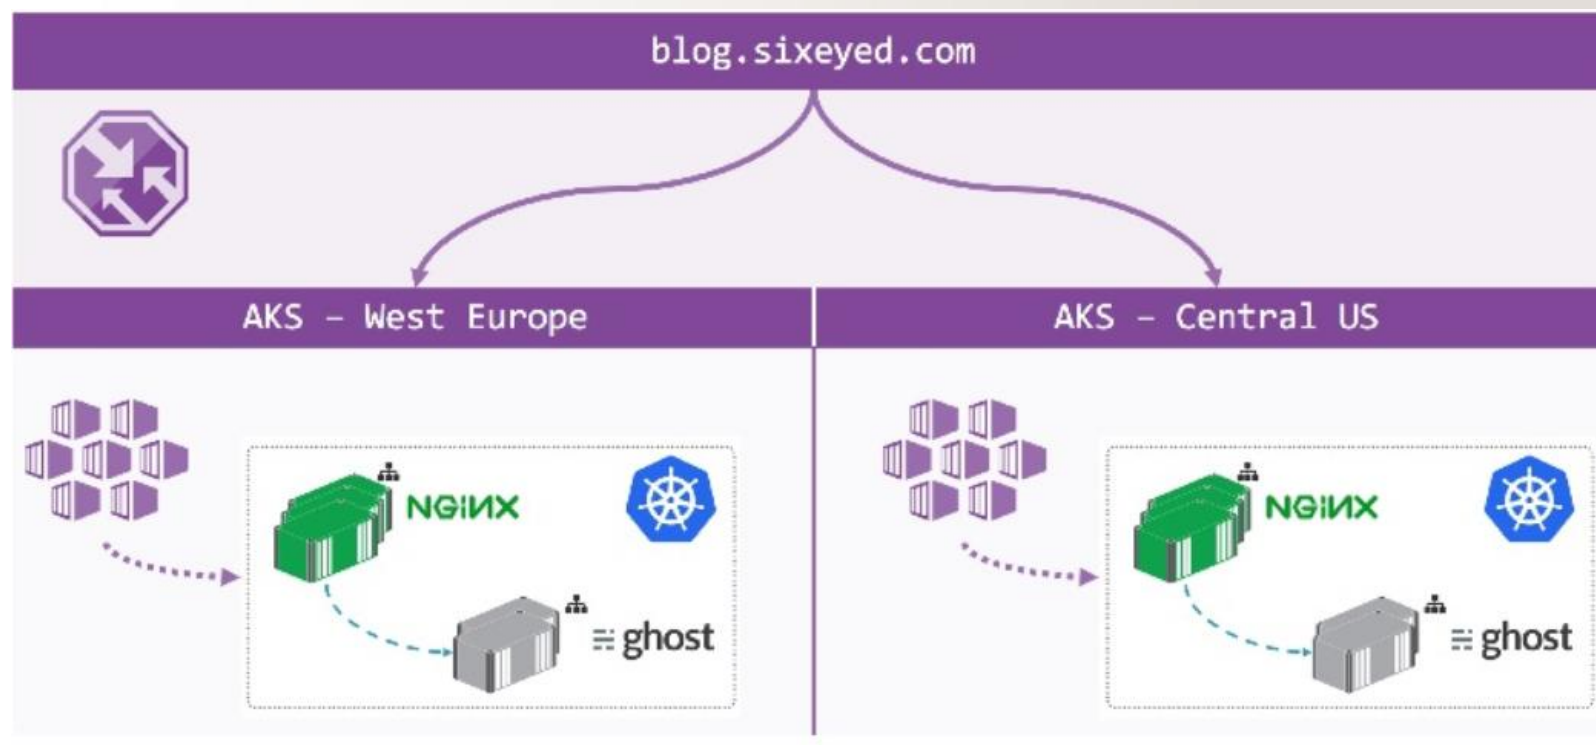 blog.sixeyed.com
AKS – West Europe
AKS – Central US
NGINX
ghost
NGINX
ghost